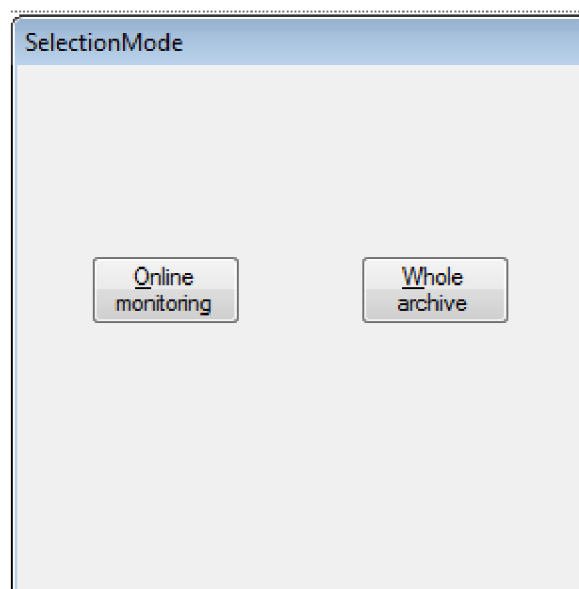 SelectionMode
Online
monitoring
Whole
archive